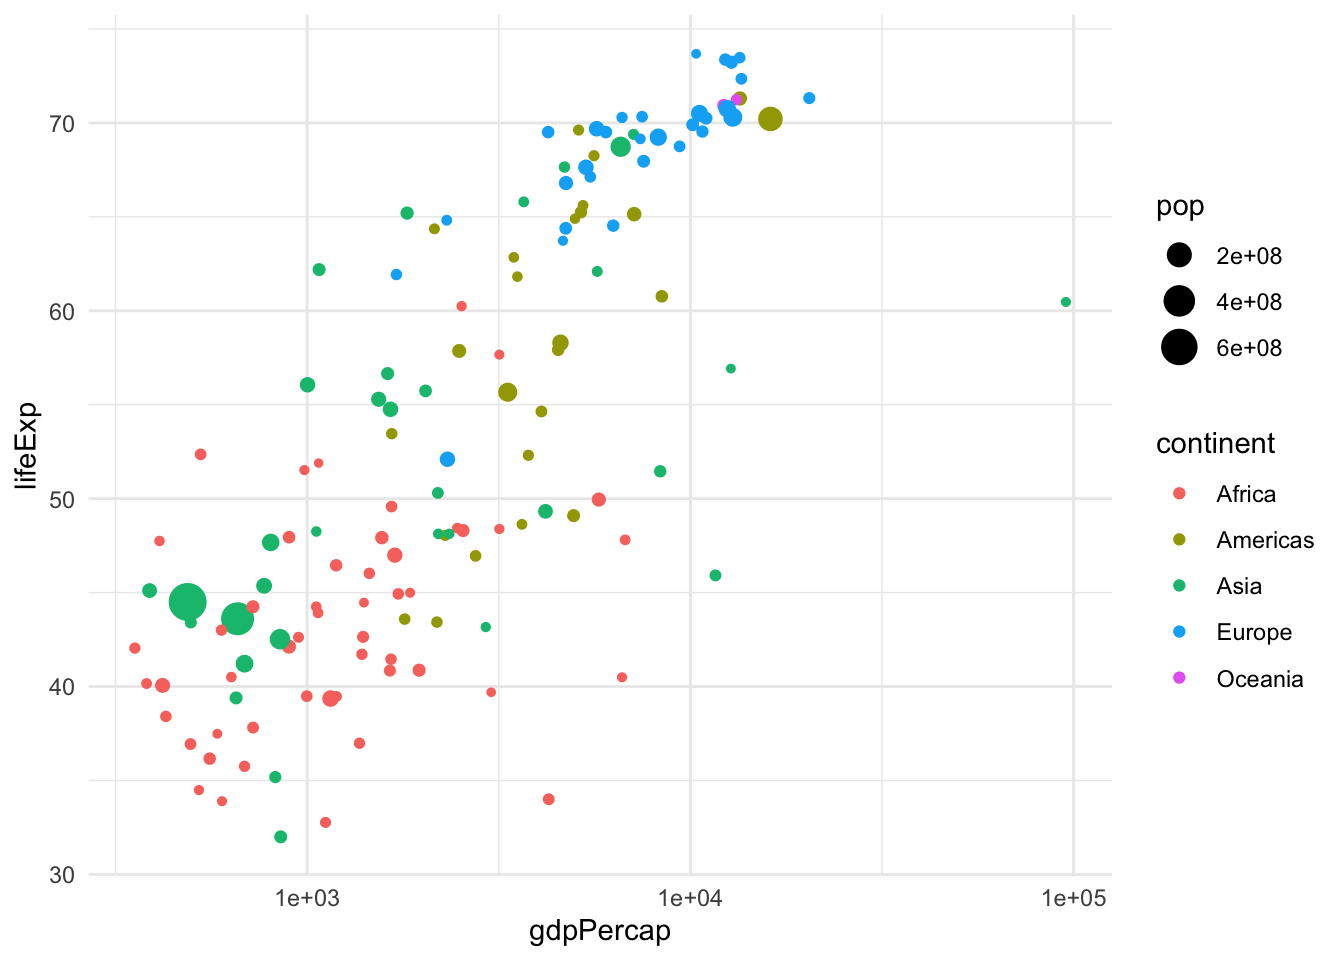 70
60
50
40
30
lifeExp
1e+03
1e+04
1e+05
gdpPercap
pop
2e+08
4e+08
6e+08
continent
Africa
Americas
Asia
Europe
Oceania